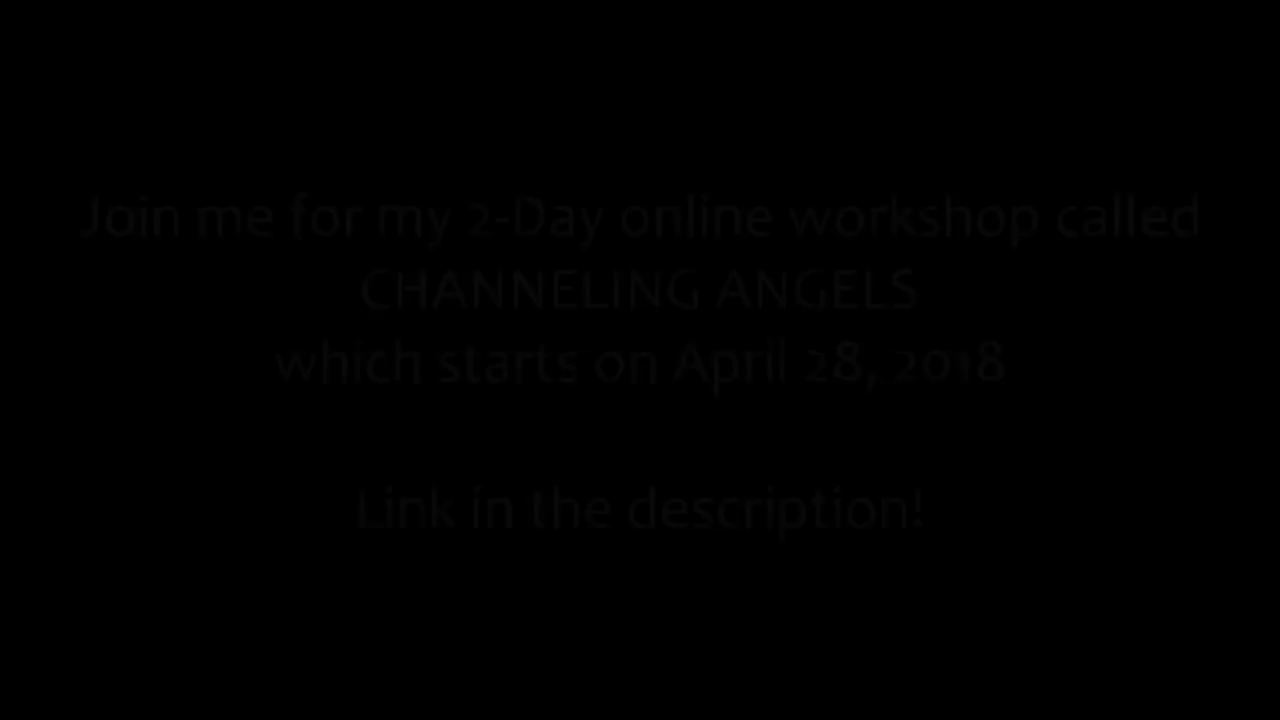 Join me for my 2-Day online workshop called
CHANNELING ANGELS
which starts on April 28, 2018
Link in the description!